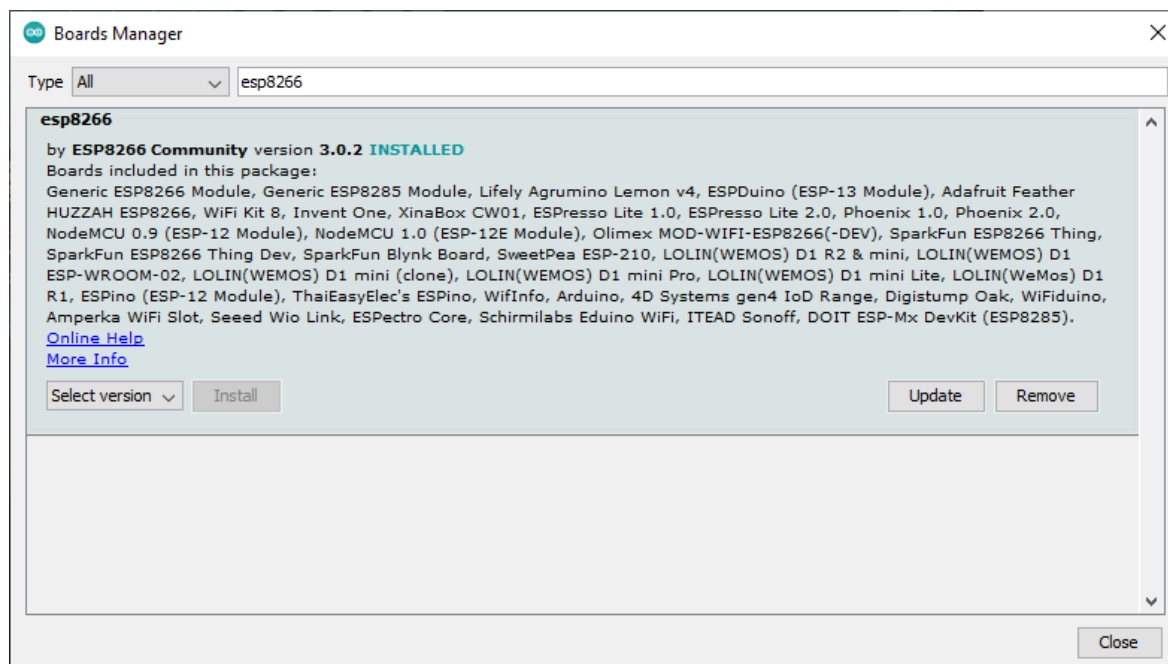 Boards Manager
Type All esp8266
esp8266
by ESP8266 Community version 3.0.2 INSTALLED
Boards included in this package:
Generic ESP8266 Module, Generic ESP8285 Module, Lifely Agrumino Lemon v4, ESPDuino (ESP-13 Module), Adafruit Feather
HUZZAH ESP8266, WiFi Kit 8, Invent One, XinaBox CW01, ESPresso Lite 1.0, ESPresso Lite 2.0, Phoenix 1.0, Phoenix 2.0,
NodeMCU 0.9 (ESP-12 Module), NodeMCU 1.0 (ESP-12E Module), Olimex MOD-WIFI-ESP8266(-DEV), SparkFun ESP8266 Thing,
SparkFun ESP8266 Thing Dev, SparkFun Blynk Board, SweetPea ESP-210, LOLIN(WEMOS) D1 R2 & mini, LOLIN(WEMOS) D1
ESP-WROOM-02, LOLIN(WEMOS) D1 mini (clone), LOLIN(WEMOS) D1 mini Pro, LOLIN(WEMOS) D1 mini Lite, LOLIN(WeMos) D1
R1, ESPino (ESP-12 Module), ThaiEasyElec's ESPino, WifInfo, Arduino, 4D Systems gen4 IoD Range, Digistump Oak, WiFiduino,
Amperka WiFi Slot, Seeed Wio Link, ESPectro Core, Schirmilabs Eduino WiFi, ITEAD Sonoff, DOIT ESP-Mx DevKit (ESP8285).
Online Help
More Info
Select version Install Update Remove
Close